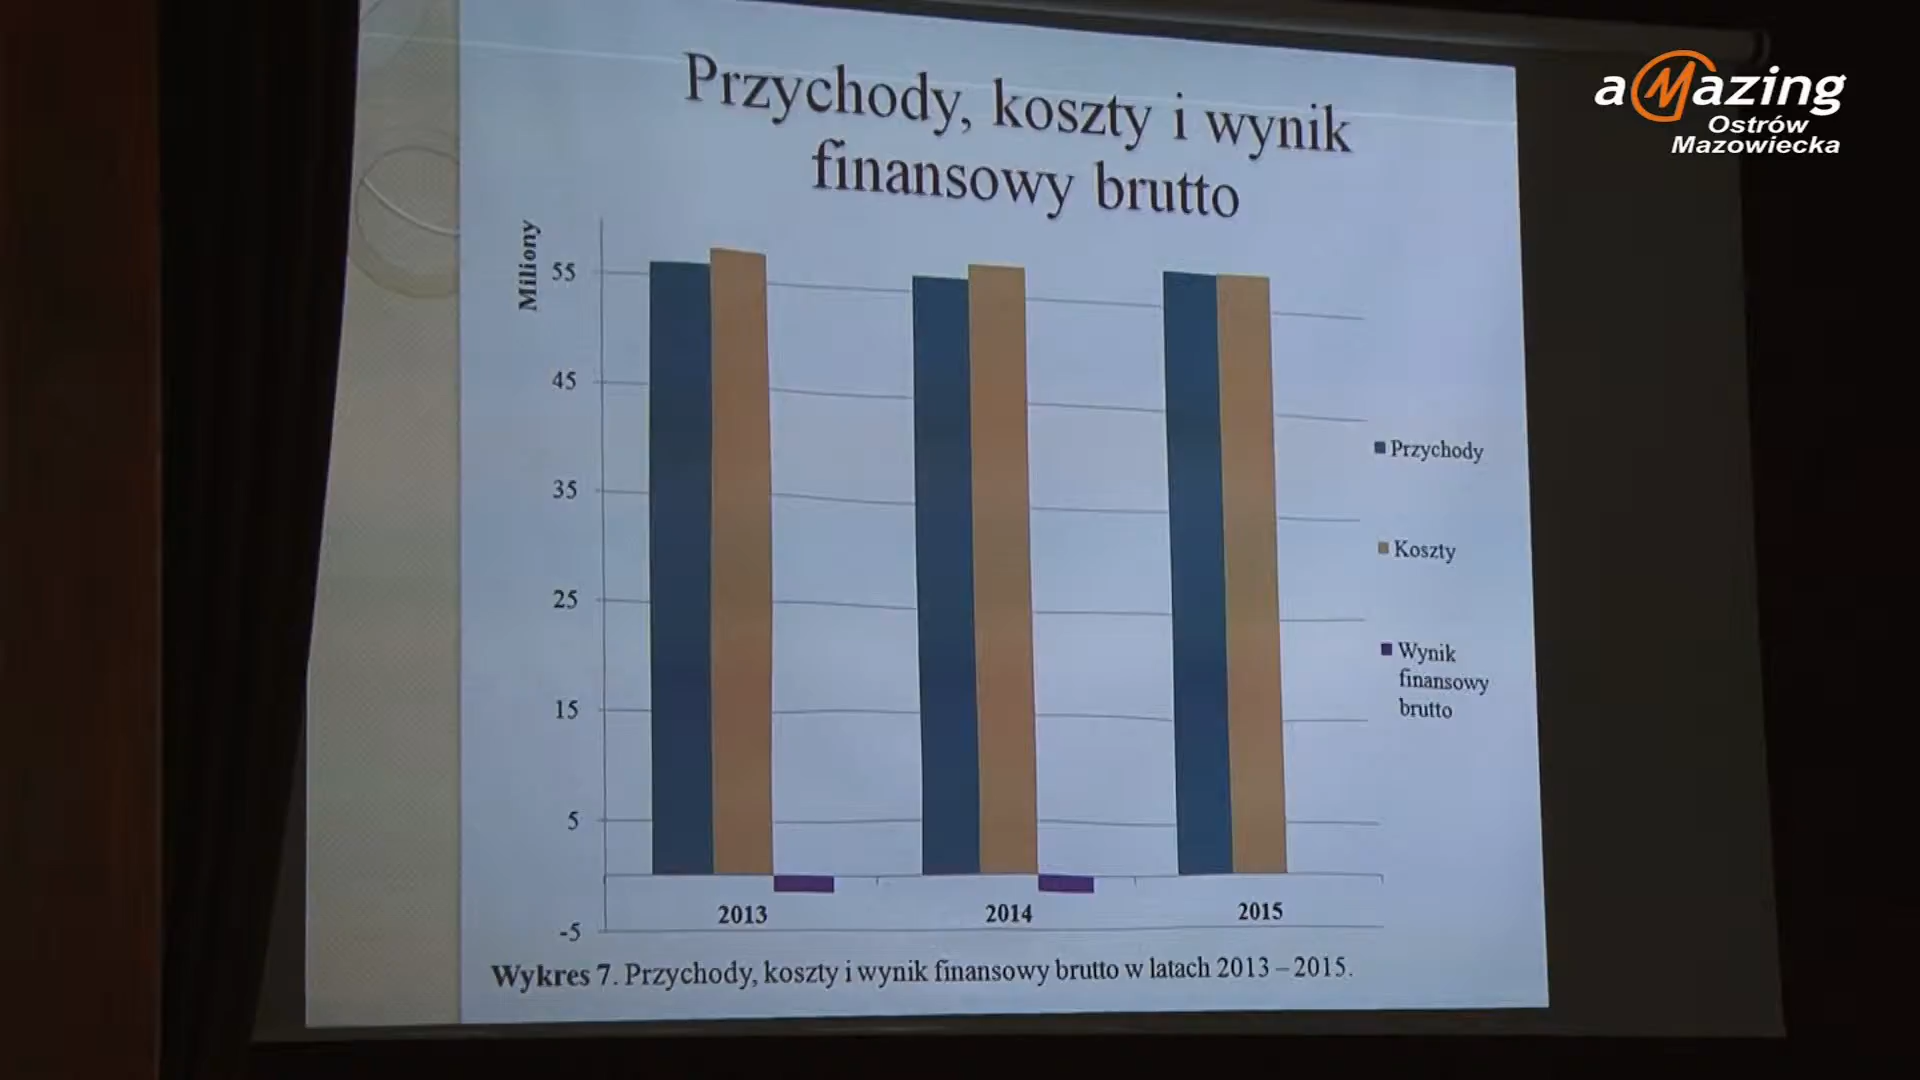 aMazing
Ostrów
Mazowiecka
Przychody, koszty i wynik
finansowy brutto
Miliony
55
45
35
25
15
5
-5
2013
2014
2015
Przychody
Koszty
Wynik
finansowy
brutto
Wykres 7. Przychody, koszty i wynik finansowy brutto w latach 2013 – 2015.